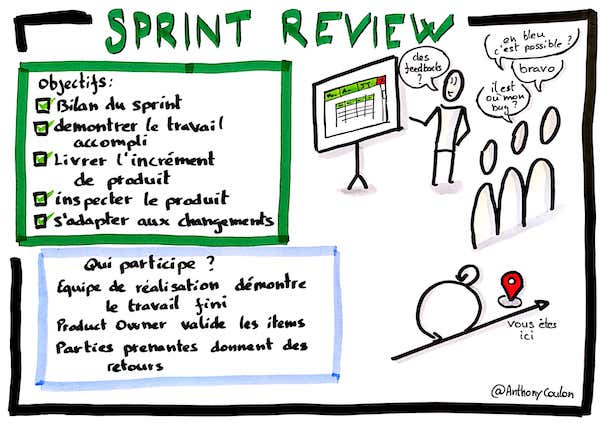 SPRINT REVIEW
Objectifs:
Bilan du sprint
démontrer le travail
accompli
Livrer l'incrément
de produit
inspecter le produit
s'adapter aux changements
des
feedbacks
?
en bleu
c'est possible ?
bravo
il est
où mon
bug ?
Qui participe ?
Equipe de réalisation démontre
le travail fini
Product Owner valide les items
Parties prenantes donnent des
retours
vous êtes
ici
@AnthonyCoulon